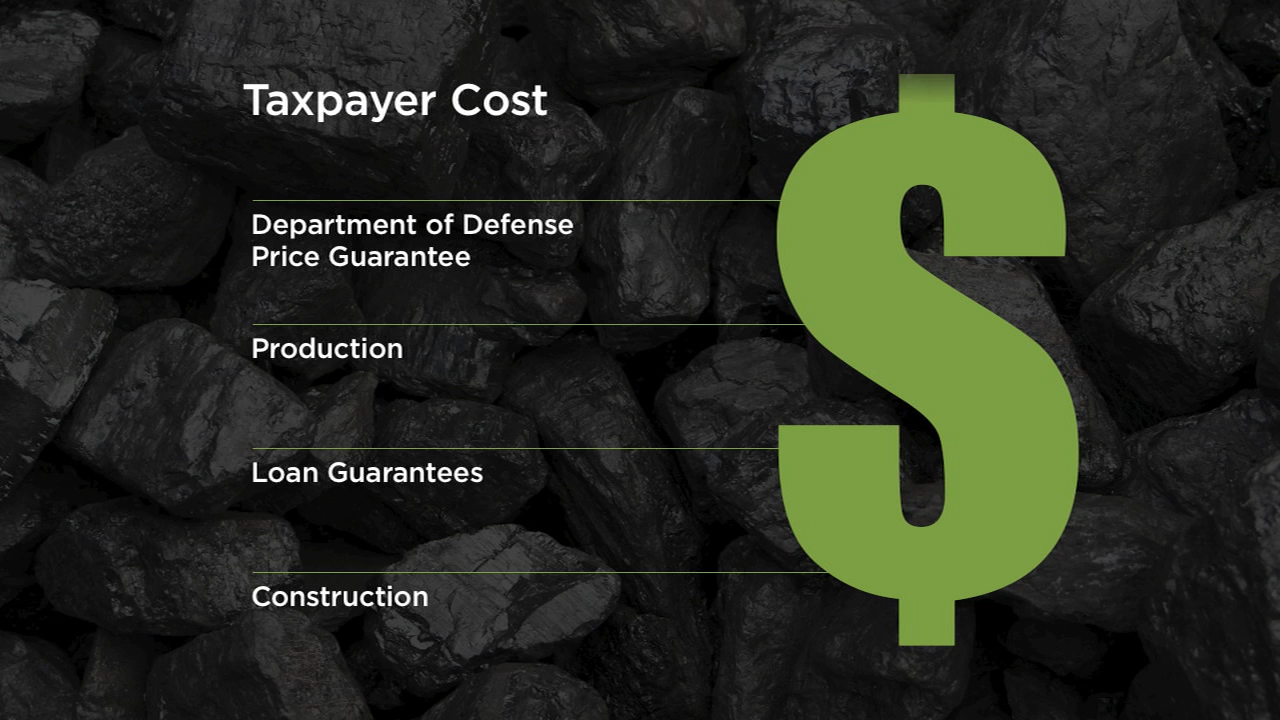 Taxpayer Cost
Department of Defense
Price Guarantee
Production
Loan Guarantees
Construction
$